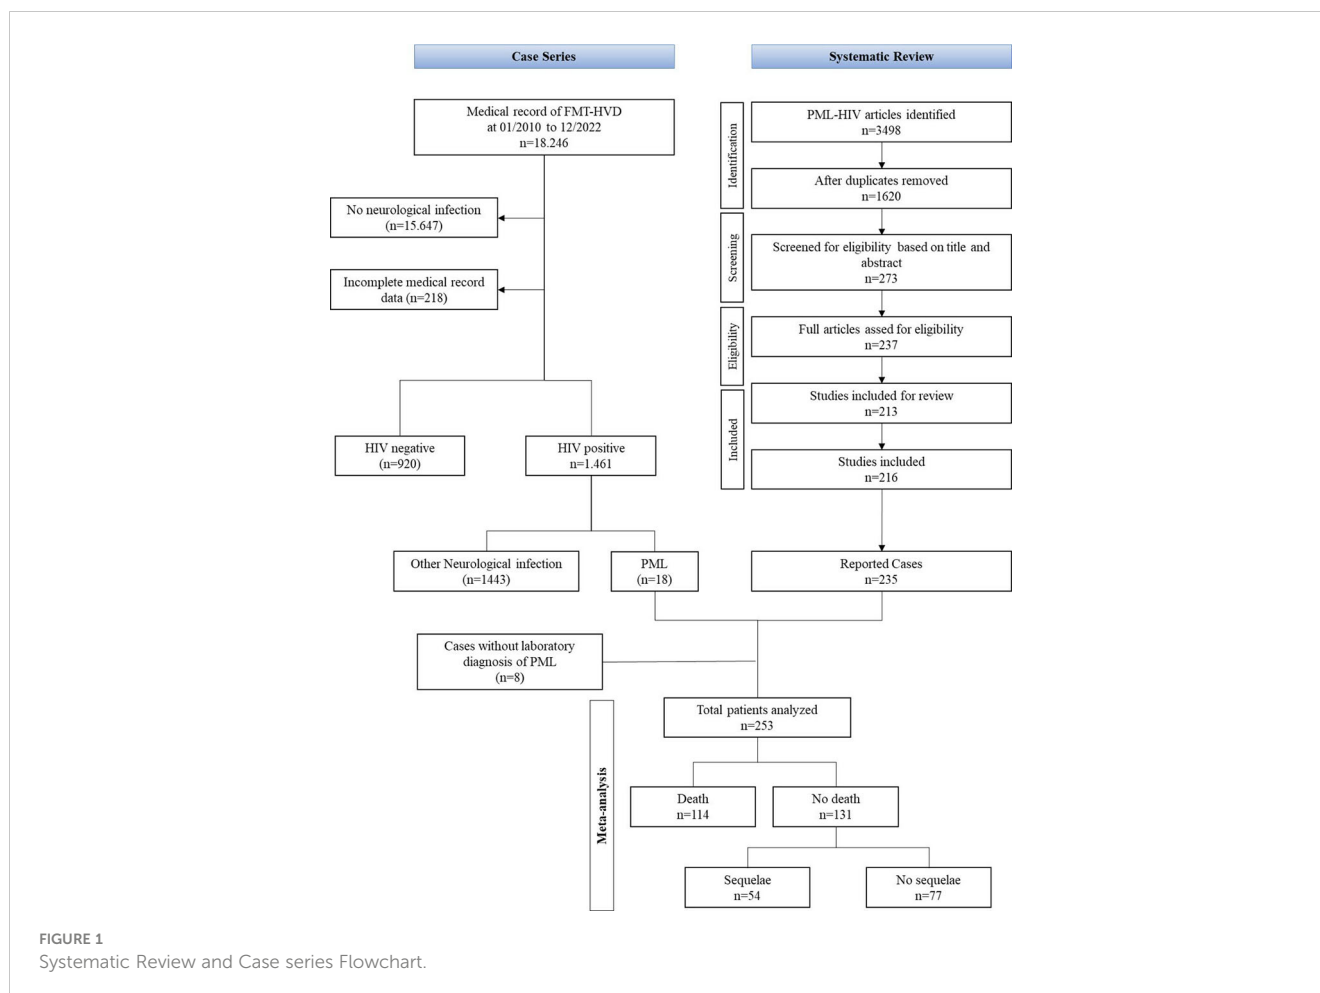 Case Series
Medical record of FMT-HVD
at 01/2010 to 12/2022
n=18.246
No neurological infection
(n=15.647)
Incomplete medical record
data (n=218)
HIV negative
(n=920)
HIV positive
n=1.461
Other Neurological infection
(n=1443)
PML
(n=18)
Systematic Review
Identification
PML-HIV articles identified
n=3498
After duplicates removed
n=1620
Screening
Screened for eligibility based on title and
abstract
n=273
Eligibility
Full articles assed for eligibility
n=237
Included
Studies included for review
n=213
Studies included
n=216
Reported Cases
n=235
Cases without laboratory
diagnosis of PML
(n=8)
Meta-analysis
Total patients analyzed
n=253
Death
n=114
No death
n=131
Sequelae
n=54
No sequelae
n=77
FIGURE 1
Systematic Review and Case series Flowchart.